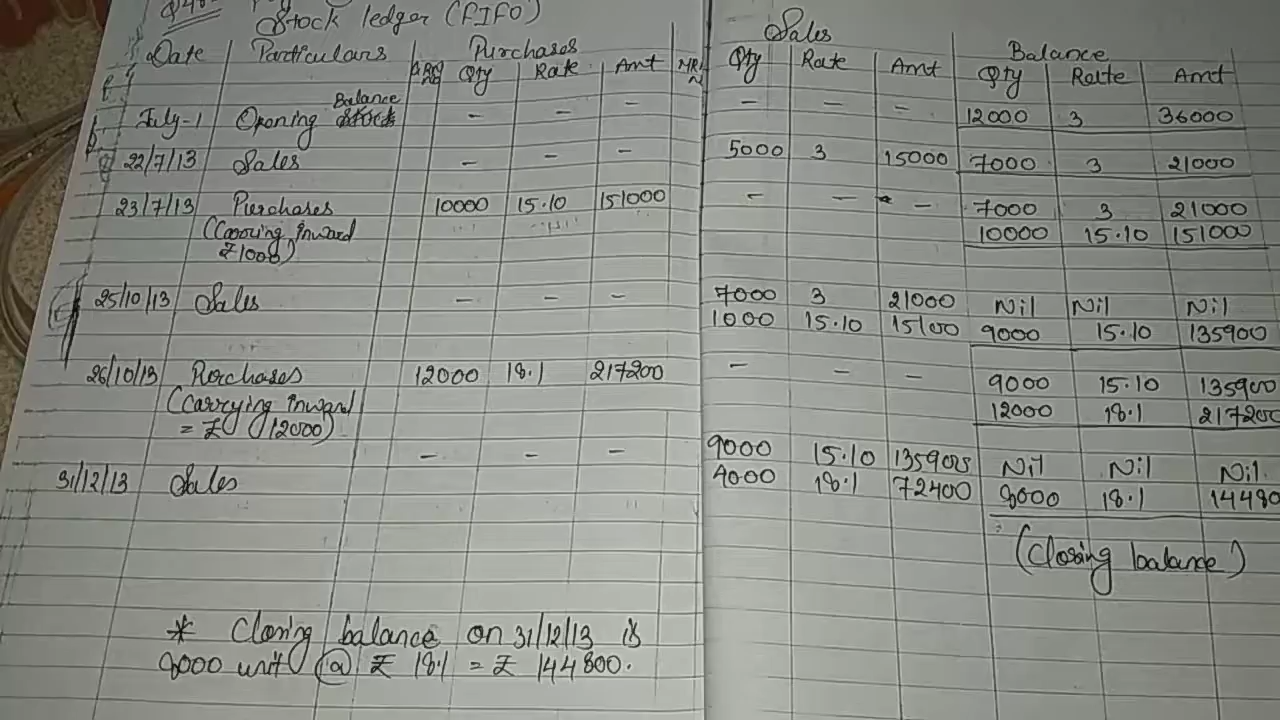 Stock ledger (FIFO)
Sales
Date Particulars Purchases Balance
Qty Rate Amt Qty Rate Amt Qty Rate Amt
Balance
July-1 Opening - - - - - - 12000 3 36000
22/7/13 Sales - - - 5000 3 15000 7000 3 21000
23/7/13 Purchases 10000 15.10 151000 - - - 7000 3 21000
(Carrying inward 10000 15.10 151000
₹1000)
25/10/13 Sales - - - 7000 3 21000 Nil Nil Nil
1000 15.10 15100 9000 15.10 135900
26/10/13 Purchases 12000 18.1 217200 - - - 9000 15.10 135900
(Carrying inward 12000 18.1 217200
= ₹ 12000)
31/12/13 Sales - - - 9000 15.10 135900 Nil Nil Nil.
4000 18.1 72400 8000 18.1 14480
(Closing balance)
* Closing balance on 31/12/13 is
8000 unit @ ₹ 18.1 = ₹ 144800.